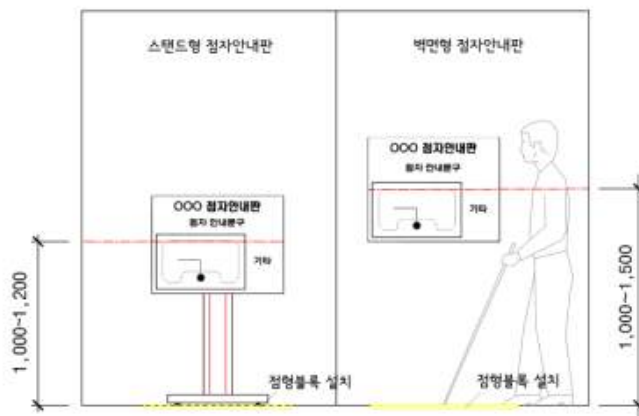 스탠드형 점자안내판
벽면형 점자안내판
OOO 점자안내판
점자 안내문구
기타
OOO 점자안내판
점자 안내문구
기타
1,000~1,200
1,000~1,500
점형블록 설치
점형블록 설치